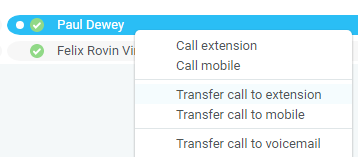 Paul Dewey
Felix Rovin
Call extension
Call mobile
Transfer call to extension
Transfer call to mobile
Transfer call to voicemail